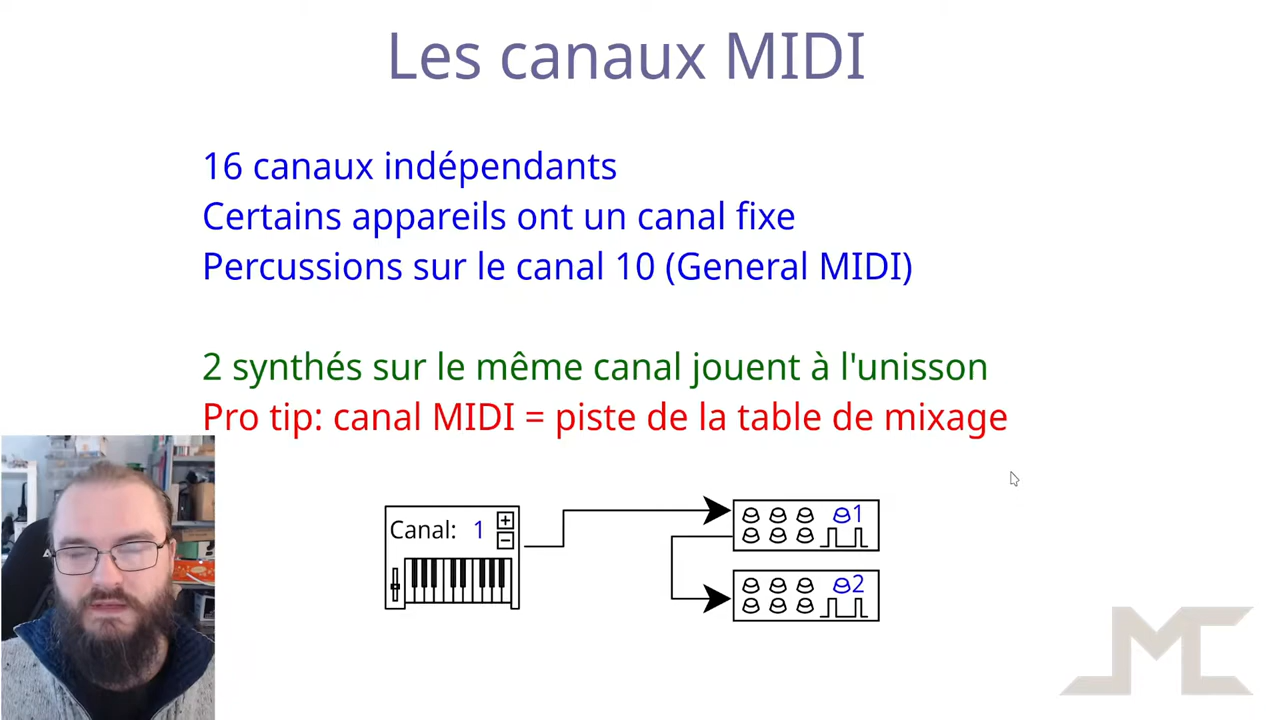 Les canaux MIDI
16 canaux indépendants
Certains appareils ont un canal fixe
Percussions sur le canal 10 (General MIDI)
2 synthés sur le même canal jouent à l'unisson
Pro tip: canal MIDI = piste de la table de mixage
Canal: 1
1
2
MC